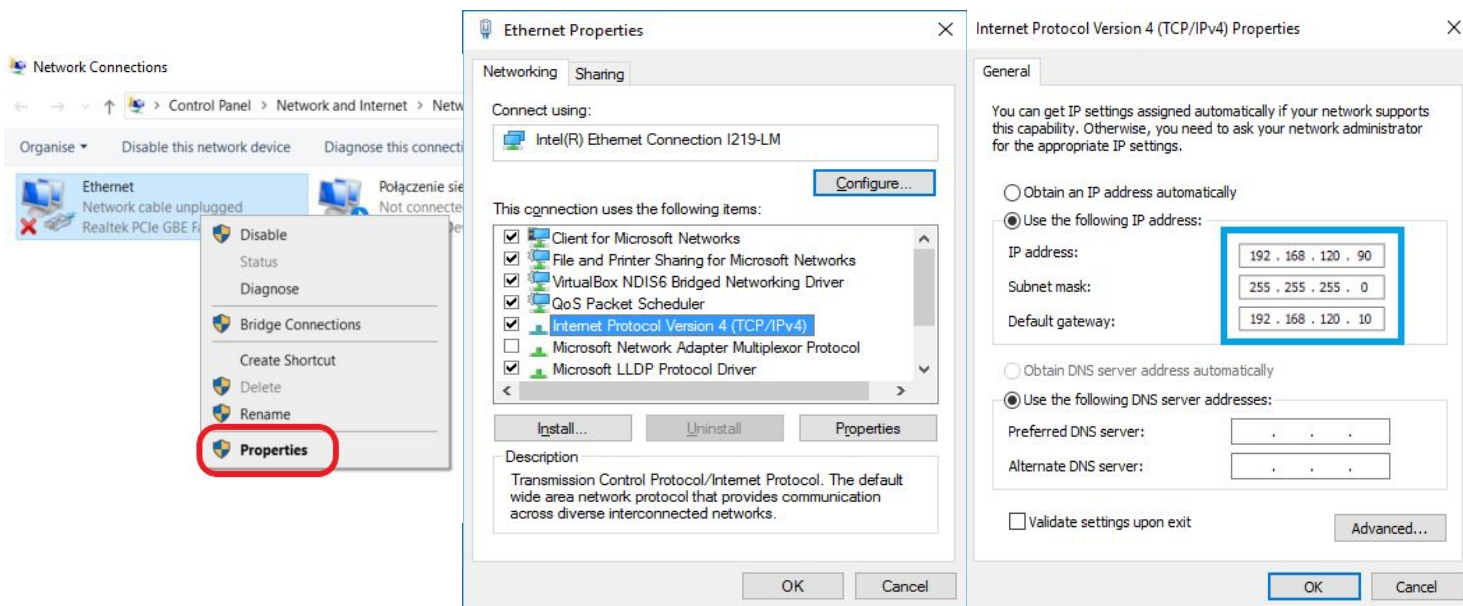 Network Connections
Control Panel > Network and Internet > Netw
Organise Disable this network device Diagnose this connecti
Ethernet
Network cable unplugged
Realtek PCIe GBE
Połączenie sie
Not connecte
Disable
Status
Diagnose
Bridge Connections
Create Shortcut
Delete
Rename
Properties
Ethernet Properties
Networking Sharing
Connect using:
Intel(R) Ethernet Connection I219-LM
Configure...
This connection uses the following items:
Client for Microsoft Networks
File and Printer Sharing for Microsoft Networks
VirtualBox NDIS6 Bridged Networking Driver
QoS Packet Scheduler
Internet Protocol Version 4 (TCP/IPv4)
Microsoft Network Adapter Multiplexor Protocol
Microsoft LLDP Protocol Driver
Install... Uninstall Properties
Description
Transmission Control Protocol/Internet Protocol. The default
wide area network protocol that provides communication
across diverse interconnected networks.
OK Cancel
Internet Protocol Version 4 (TCP/IPv4) Properties
General
You can get IP settings assigned automatically if your network supports
this capability. Otherwise, you need to ask your network administrator
for the appropriate IP settings.
Obtain an IP address automatically
Use the following IP address:
IP address: 192 . 168 . 120 . 90
Subnet mask: 255 . 255 . 255 . 0
Default gateway: 192 . 168 . 120 . 10
Obtain DNS server address automatically
Use the following DNS server addresses:
Preferred DNS server: . . .
Alternate DNS server: . . .
Validate settings upon exit
Advanced...
OK Cancel